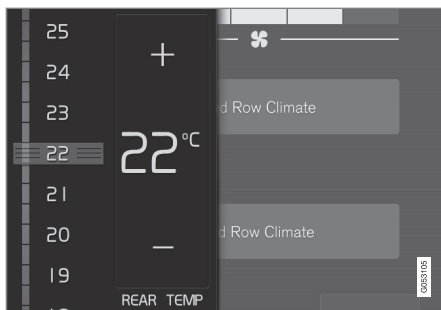 25
24
23
22
21
20
19
+
22°C
−
REAR TEMP
Row Climate
Row Climate
G053105